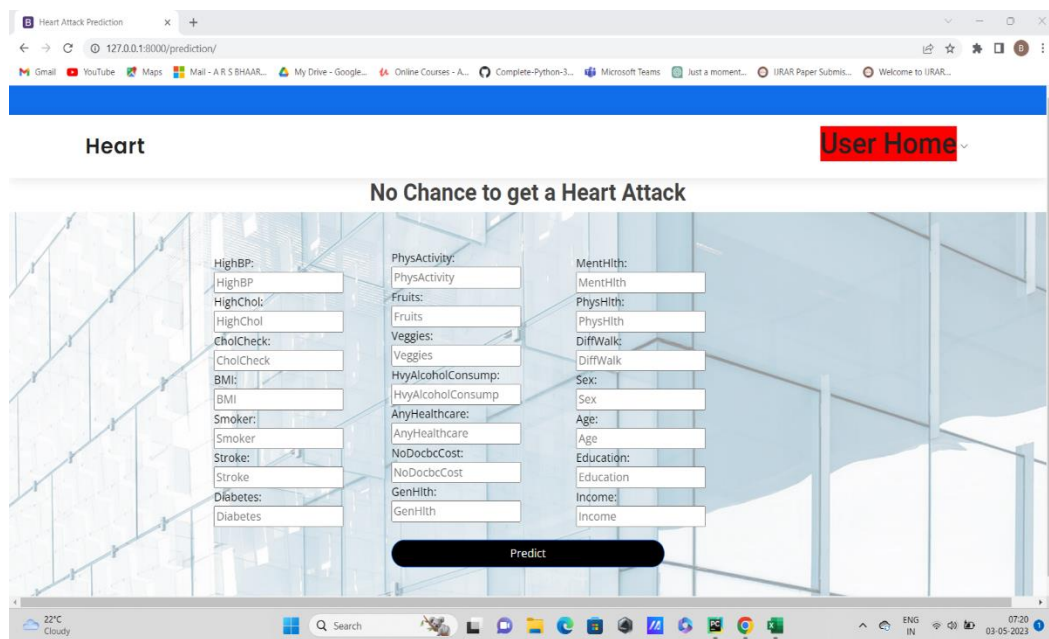 Heart Attack Prediction
127.0.0.1:8000/prediction/
Gmail YouTube Maps Mail - A R S BHAAR... My Drive - Google... Online Courses - A... Complete-Python-3... Microsoft Teams Just a moment... IJRAR Paper Submis... Welcome to IJRAR...
Heart User Home
No Chance to get a Heart Attack
HighBP:
HighBP
HighChol:
HighChol
CholCheck:
CholCheck
BMI:
BMI
Smoker:
Smoker
Stroke:
Stroke
Diabetes:
Diabetes
PhysActivity:
PhysActivity
Fruits:
Fruits
Veggies:
Veggies
HvyAlcoholConsump:
HvyAlcoholConsump
AnyHealthcare:
AnyHealthcare
NoDocbcCost:
NoDocbcCost
GenHlth:
GenHlth
MentHlth:
MentHlth
PhysHlth:
PhysHlth
DiffWalk:
DiffWalk
Sex:
Sex
Age:
Age
Education:
Education
Income:
Income
Predict
22°C
Cloudy
Search
ENG
IN
07:20
03-05-2023